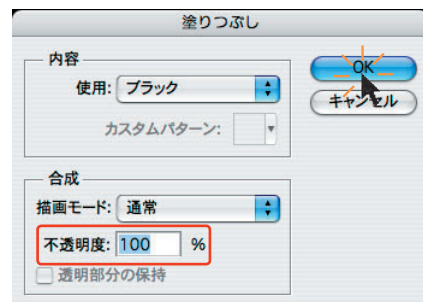 塗りつぶし
内容
使用: ブラック
カスタムパターン:
OK
キャンセル
合成
描画モード: 通常
不透明度: 100 %
透明部分の保持